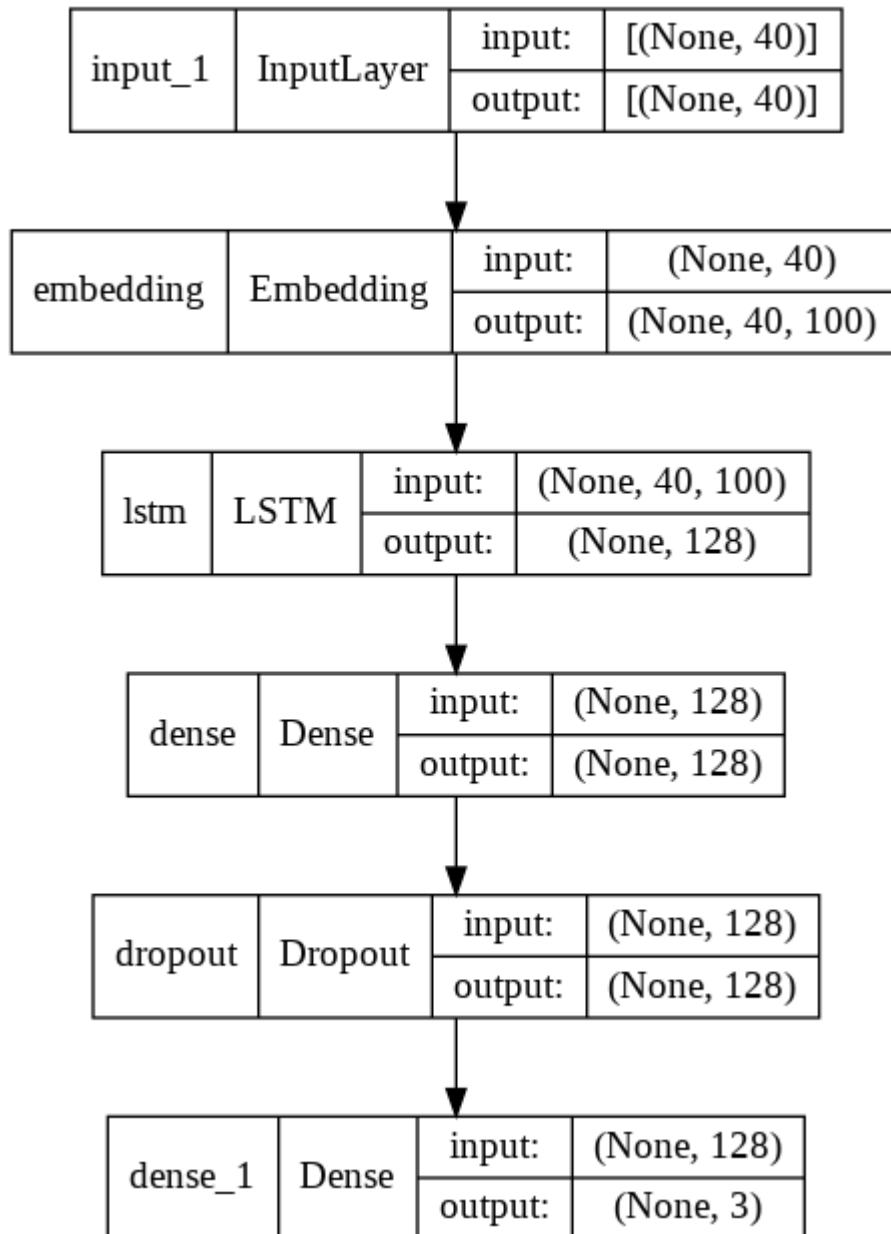 input_1 InputLayer input: [(None, 40)]
output: [(None, 40)]
embedding Embedding input: (None, 40)
output: (None, 40, 100)
lstm LSTM input: (None, 40, 100)
output: (None, 128)
dense Dense input: (None, 128)
output: (None, 128)
dropout Dropout input: (None, 128)
output: (None, 128)
dense_1 Dense input: (None, 128)
output: (None, 3)